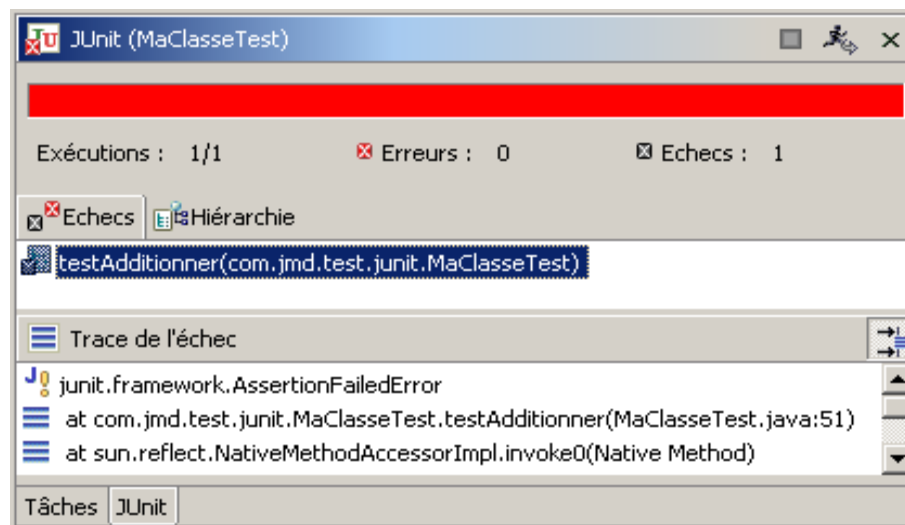 JUnit (MaClasseTest)
Exécutions : 1/1 Erreurs : 0 Echecs : 1
Echecs Hiérarchie
testAdditionner(com.jmd.test.junit.MaClasseTest)
Trace de l'échec
junit.framework.AssertionFailedError
at com.jmd.test.junit.MaClasseTest.testAdditionner(MaClasseTest.java:51)
at sun.reflect.NativeMethodAccessorImpl.invoke0(Native Method)
Tâches JUnit